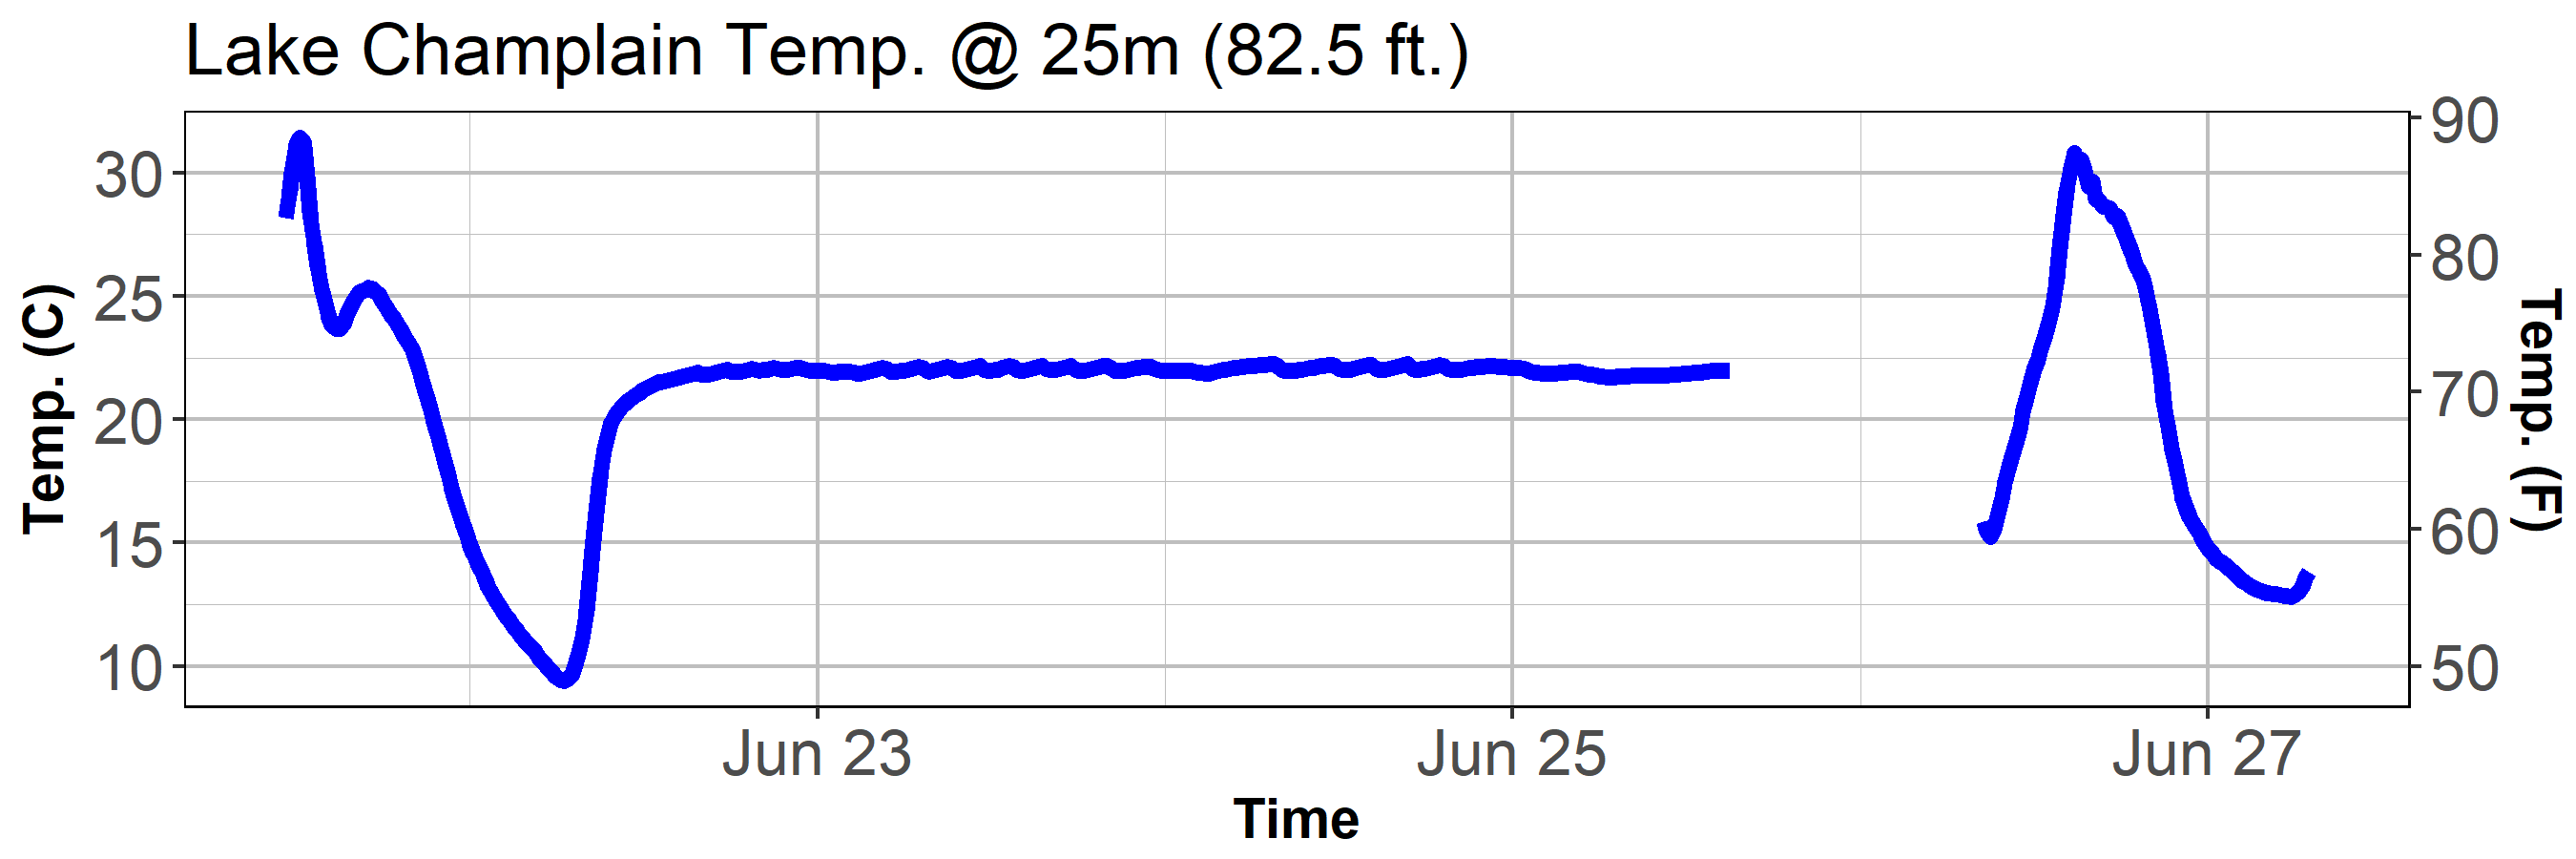 Lake Champlain Temp. @ 25m (82.5 ft.)
Temp. (C)
30
25
20
15
10
90
80
70
60
50
Temp. (F)
Jun 23
Jun 25
Jun 27
Time